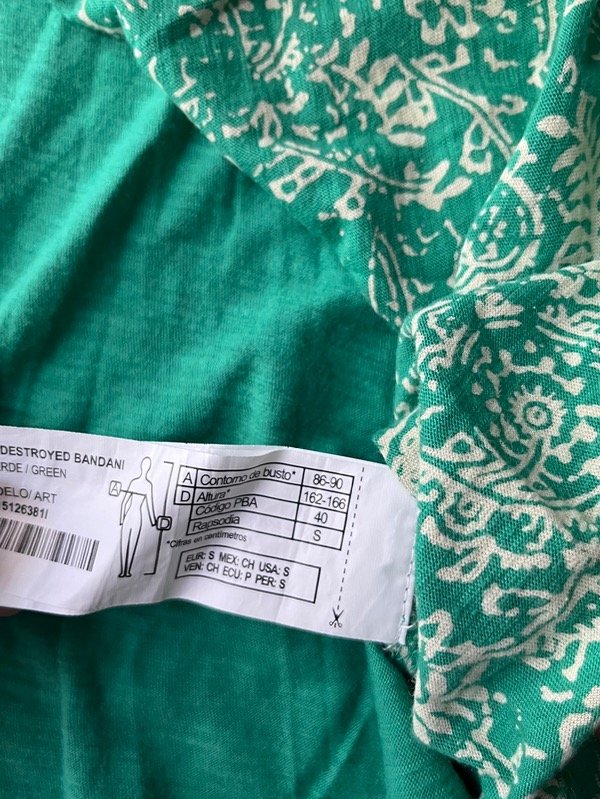 DESTROYED BANDANI
ERDE / GREEN
DELO/ ART
5126381/
A
D
A Contorno de busto* 86-90
D Altura* 162-166
Código PBA 40
Rapsodia S
*Cifras en centímetros
EUR: S MEX: CH USA: S
VEN: CH ECU: P PER: S